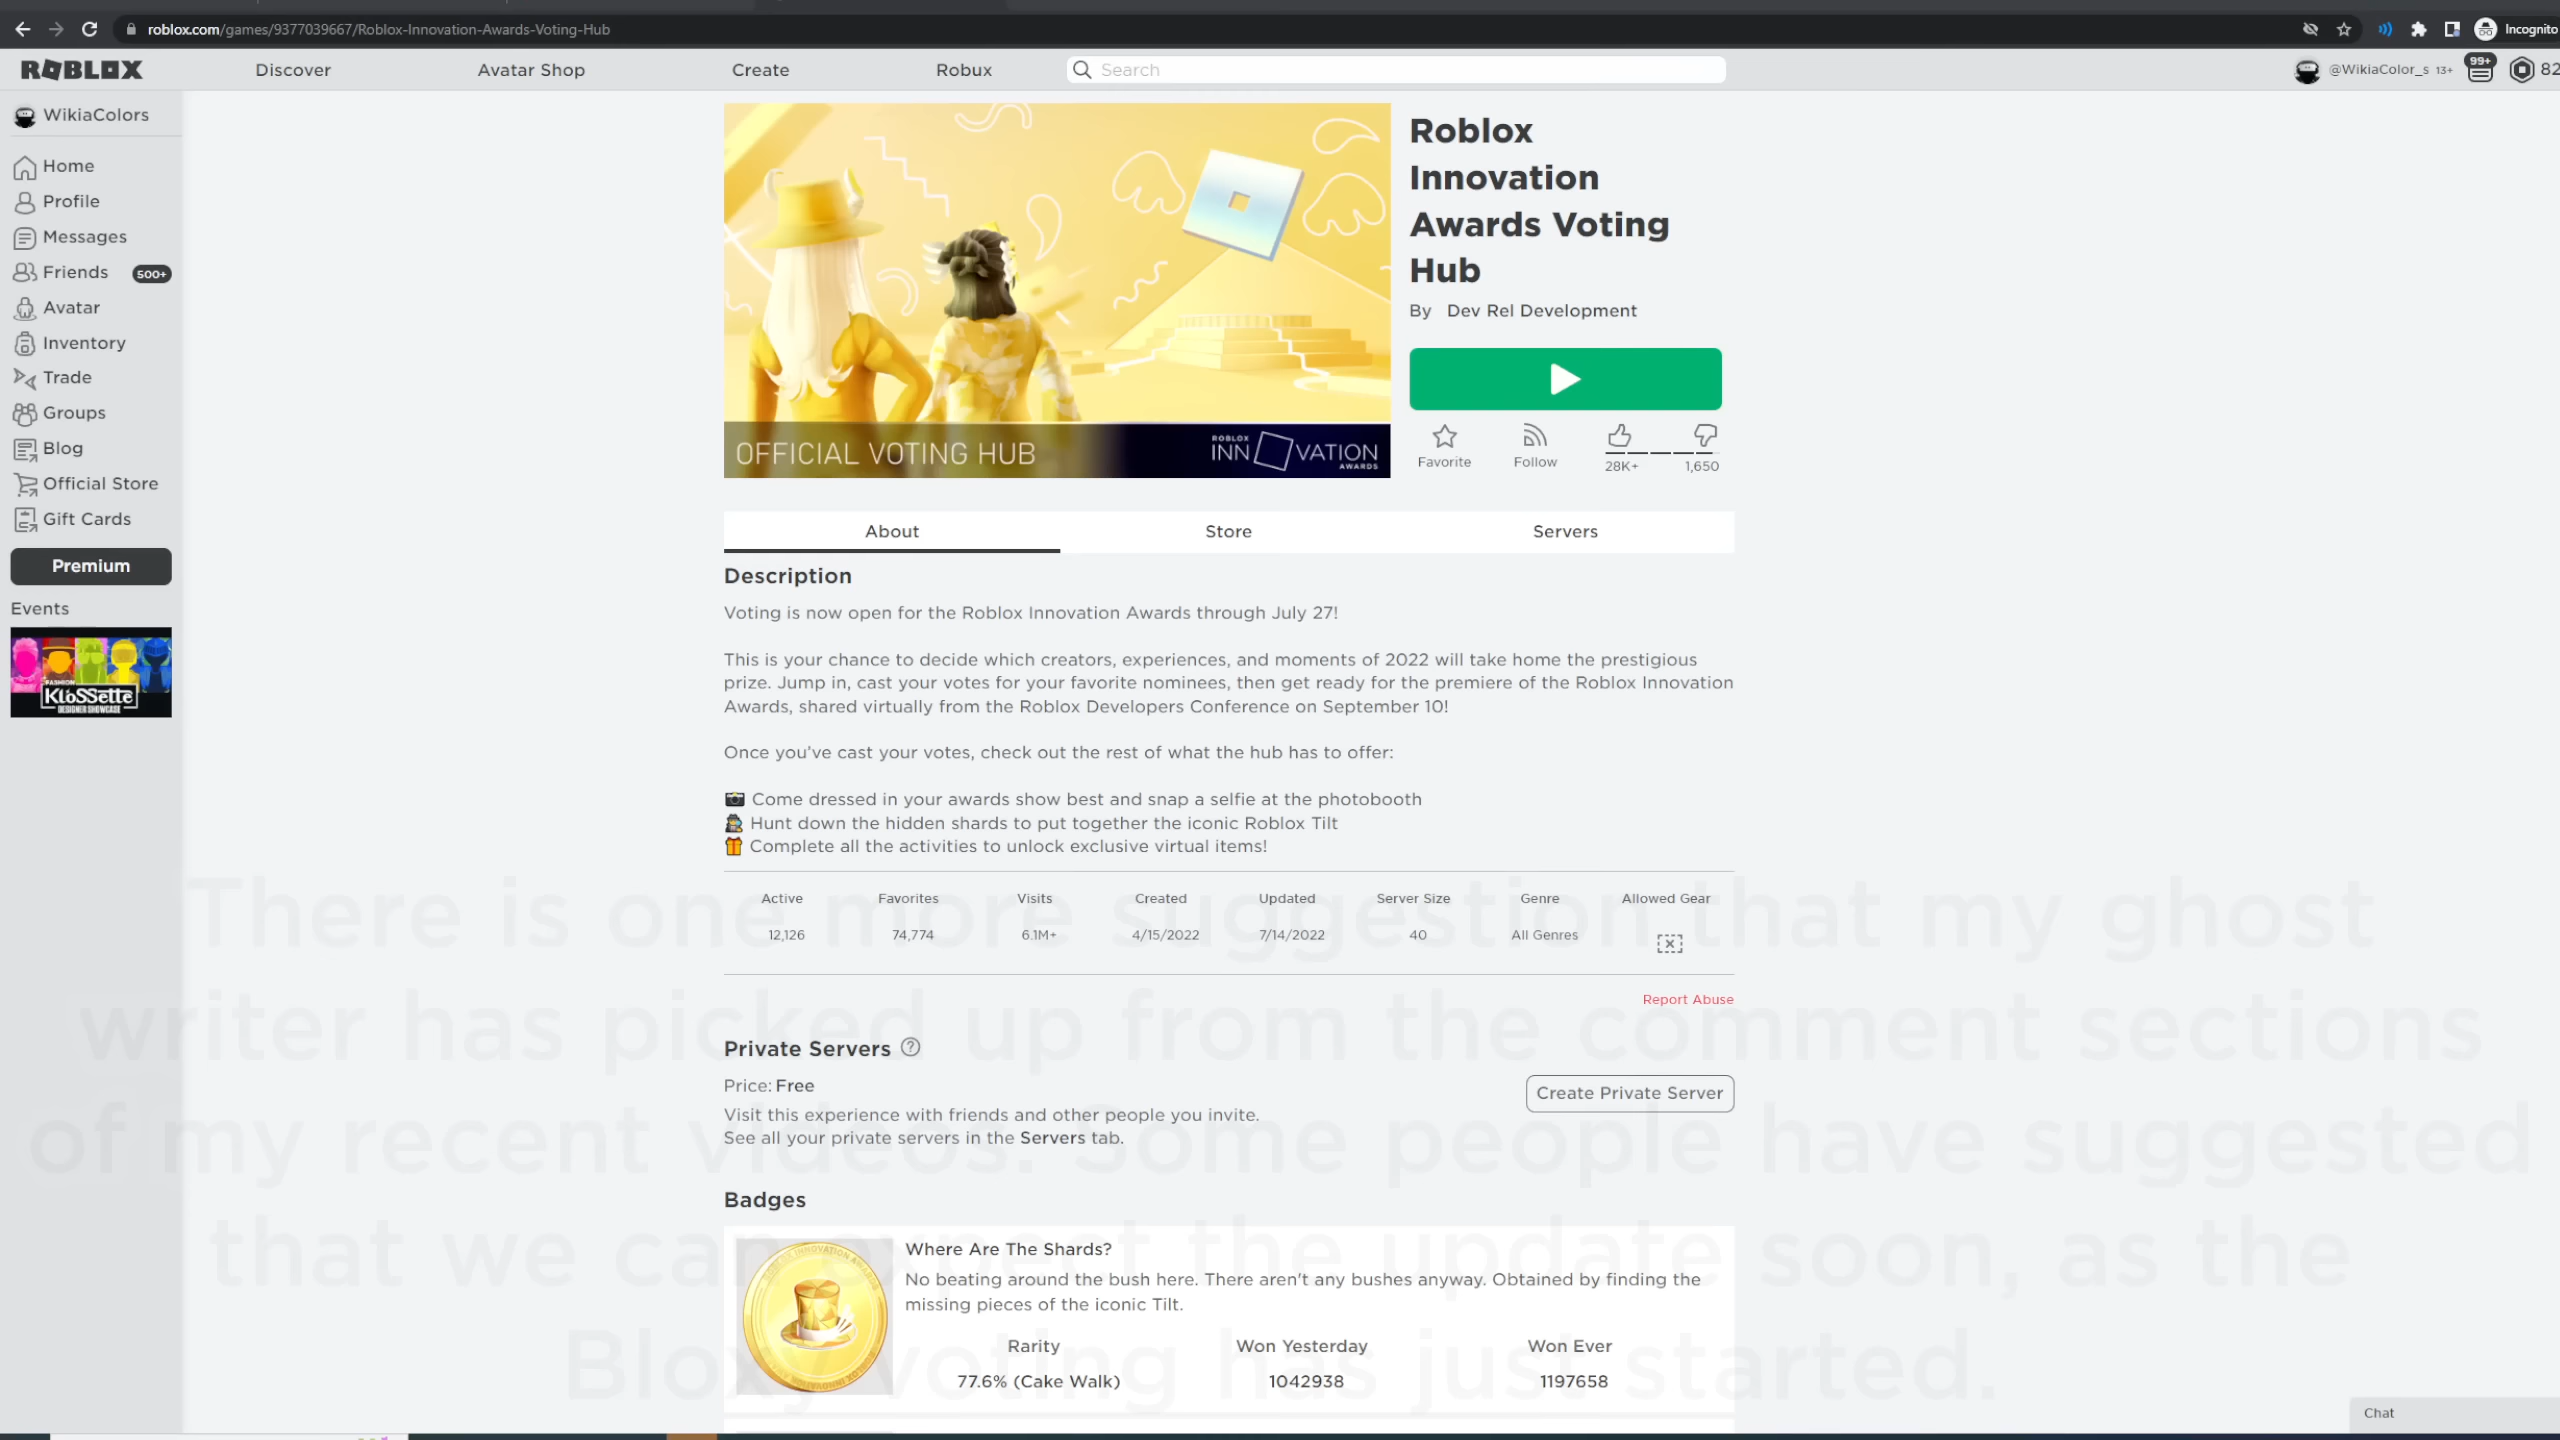 roblox.com/games/9377039667/Roblox-Innovation-Awards-Voting-Hub
Incognito
ROBLOX
Discover
Avatar Shop
Create
Robux
Search
@WikiaColor_s 13+
99+
82
WikiaColors
Home
Profile
Messages
Friends 500+
Avatar
Inventory
Trade
Groups
Blog
Official Store
Gift Cards
Premium
Events
FASHION
KLOSSette
DESIGNER SHOWCASE
OFFICIAL VOTING HUB
ROBLOX
INNOVATION
AWARDS
Roblox
Innovation
Awards Voting
Hub
By Dev Rel Development
Favorite
Follow
28K+
1,650
About
Store
Servers
Description
Voting is now open for the Roblox Innovation Awards through July 27!
This is your chance to decide which creators, experiences, and moments of 2022 will take home the prestigious
prize. Jump in, cast your votes for your favorite nominees, then get ready for the premiere of the Roblox Innovation
Awards, shared virtually from the Roblox Developers Conference on September 10!
Once you've cast your votes, check out the rest of what the hub has to offer:
📸 Come dressed in your awards show best and snap a selfie at the photobooth
🕵️ Hunt down the hidden shards to put together the iconic Roblox Tilt
🎁 Complete all the activities to unlock exclusive virtual items!
Active Favorites Visits Created Updated Server Size Genre Allowed Gear
12,126 74,774 6.1M+ 4/15/2022 7/14/2022 40 All Genres
Report Abuse
Private Servers
Price: Free
Create Private Server
Visit this experience with friends and other people you invite.
See all your private servers in the Servers tab.
Badges
Where Are The Shards?
No beating around the bush here. There aren't any bushes anyway. Obtained by finding the
missing pieces of the iconic Tilt.
Rarity Won Yesterday Won Ever
77.6% (Cake Walk) 1042938 1197658
Chat
There is one more suggestion that my ghost
writer has picked up from the comment sections
of my recent videos. Some people have suggested
that we can expect the update soon, as the
Bloxy voting has just started.